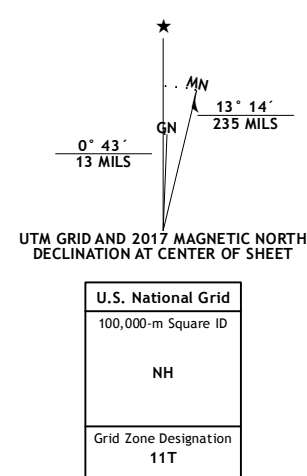 ★
MN
GN
13° 14´
235 MILS
0° 43´
13 MILS
UTM GRID AND 2017 MAGNETIC NORTH
DECLINATION AT CENTER OF SHEET
U.S. National Grid
100,000-m Square ID
NH
Grid Zone Designation
11T